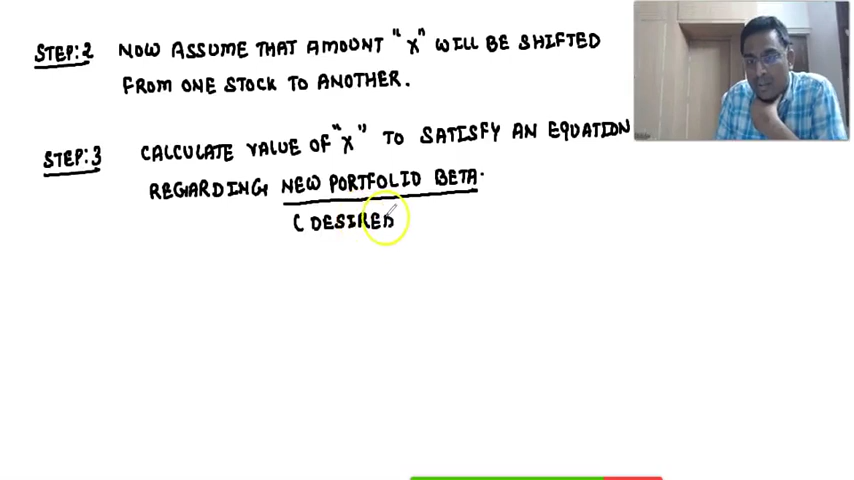 STEP:2 NOW ASSUME THAT AMOUNT "X" WILL BE SHIFTED
FROM ONE STOCK TO ANOTHER.
STEP:3 CALCULATE VALUE OF "X" TO SATISFY AN EQUATION
REGARDING NEW PORTFOLIO BETA.
(DESIRED